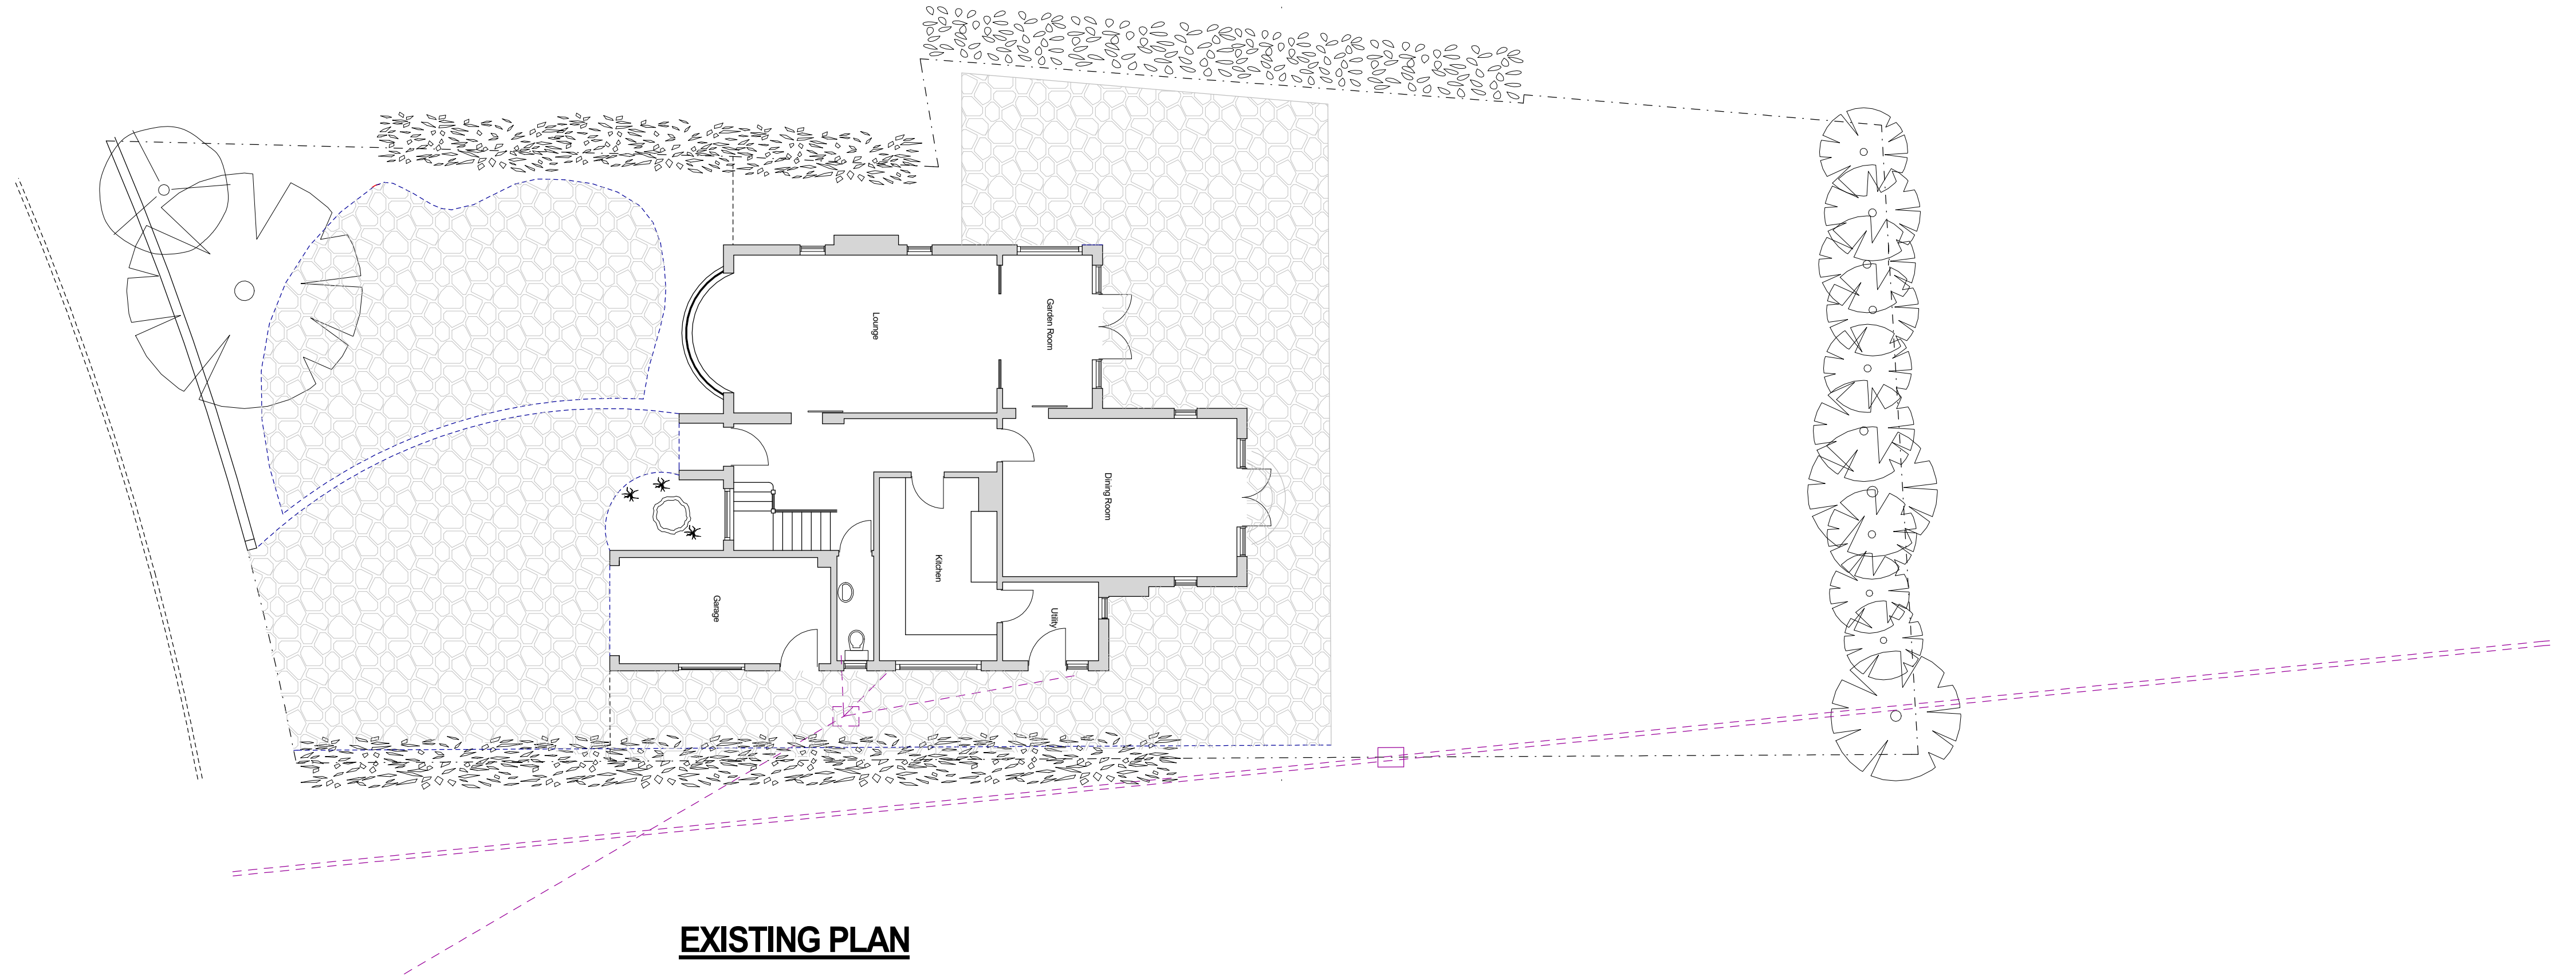 Lounge
Garden Room
Dining Room
Kitchen
Utility
Garage
EXISTING PLAN